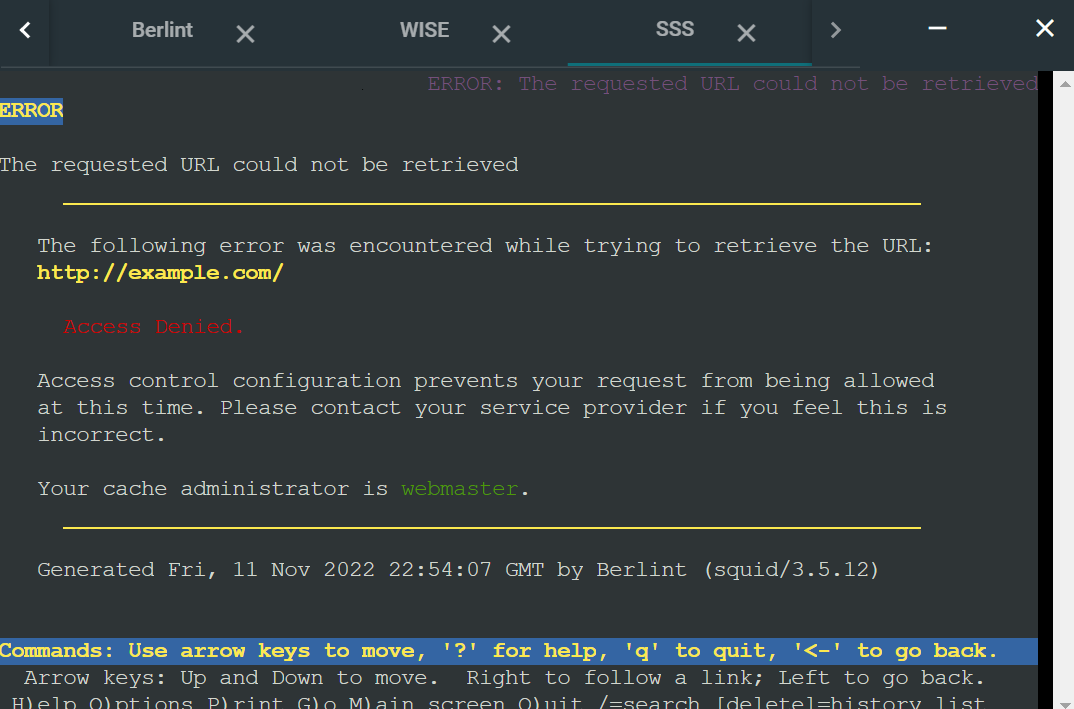 Berlint WISE SSS
ERROR: The requested URL could not be retrieved
ERROR
The requested URL could not be retrieved
The following error was encountered while trying to retrieve the URL:
http://example.com/
Access Denied.
Access control configuration prevents your request from being allowed
at this time. Please contact your service provider if you feel this is
incorrect.
Your cache administrator is webmaster.
Generated Fri, 11 Nov 2022 22:54:07 GMT by Berlint (squid/3.5.12)
Commands: Use arrow keys to move, '?' for help, 'q' to quit, '<-' to go back.
Arrow keys: Up and Down to move. Right to follow a link; Left to go back.
H)elp O)ptions P)rint G)o M)ain screen Q)uit /=search [delete]=history list